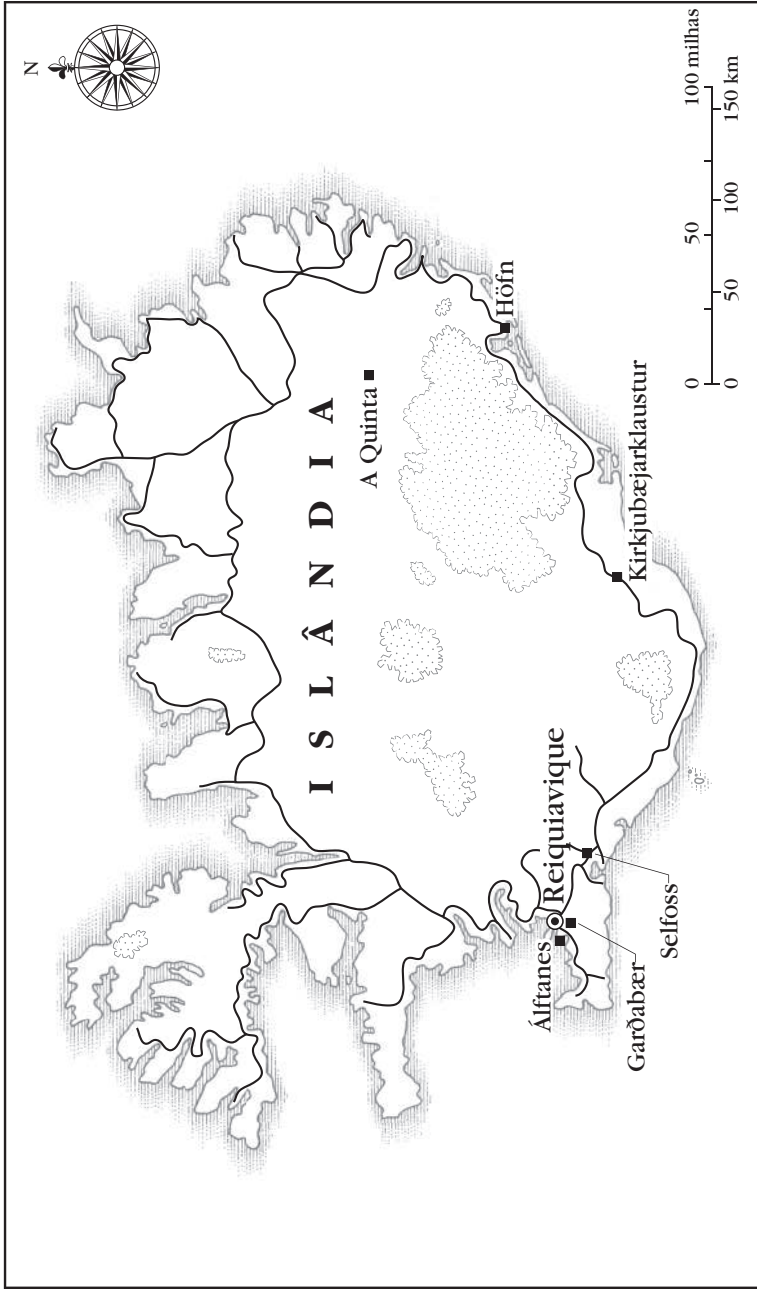 N
ISLÂNDIA
A Quinta
Höfn
Kirkjubæjarklaustur
Reiquiavique
Álftanes
Garðabær
Selfoss
0 50 100 milhas
0 50 100 150 km